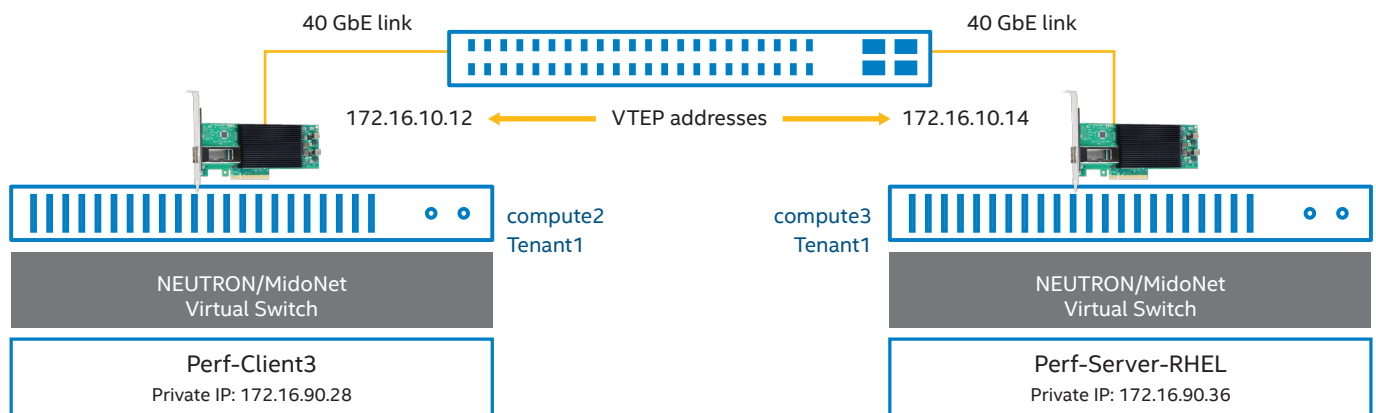 40 GbE link
40 GbE link
172.16.10.12
VTEP addresses
172.16.10.14
compute2
Tenant1
compute3
Tenant1
NEUTRON/MidoNet
Virtual Switch
NEUTRON/MidoNet
Virtual Switch
Perf-Client3
Private IP: 172.16.90.28
Perf-Server-RHEL
Private IP: 172.16.90.36